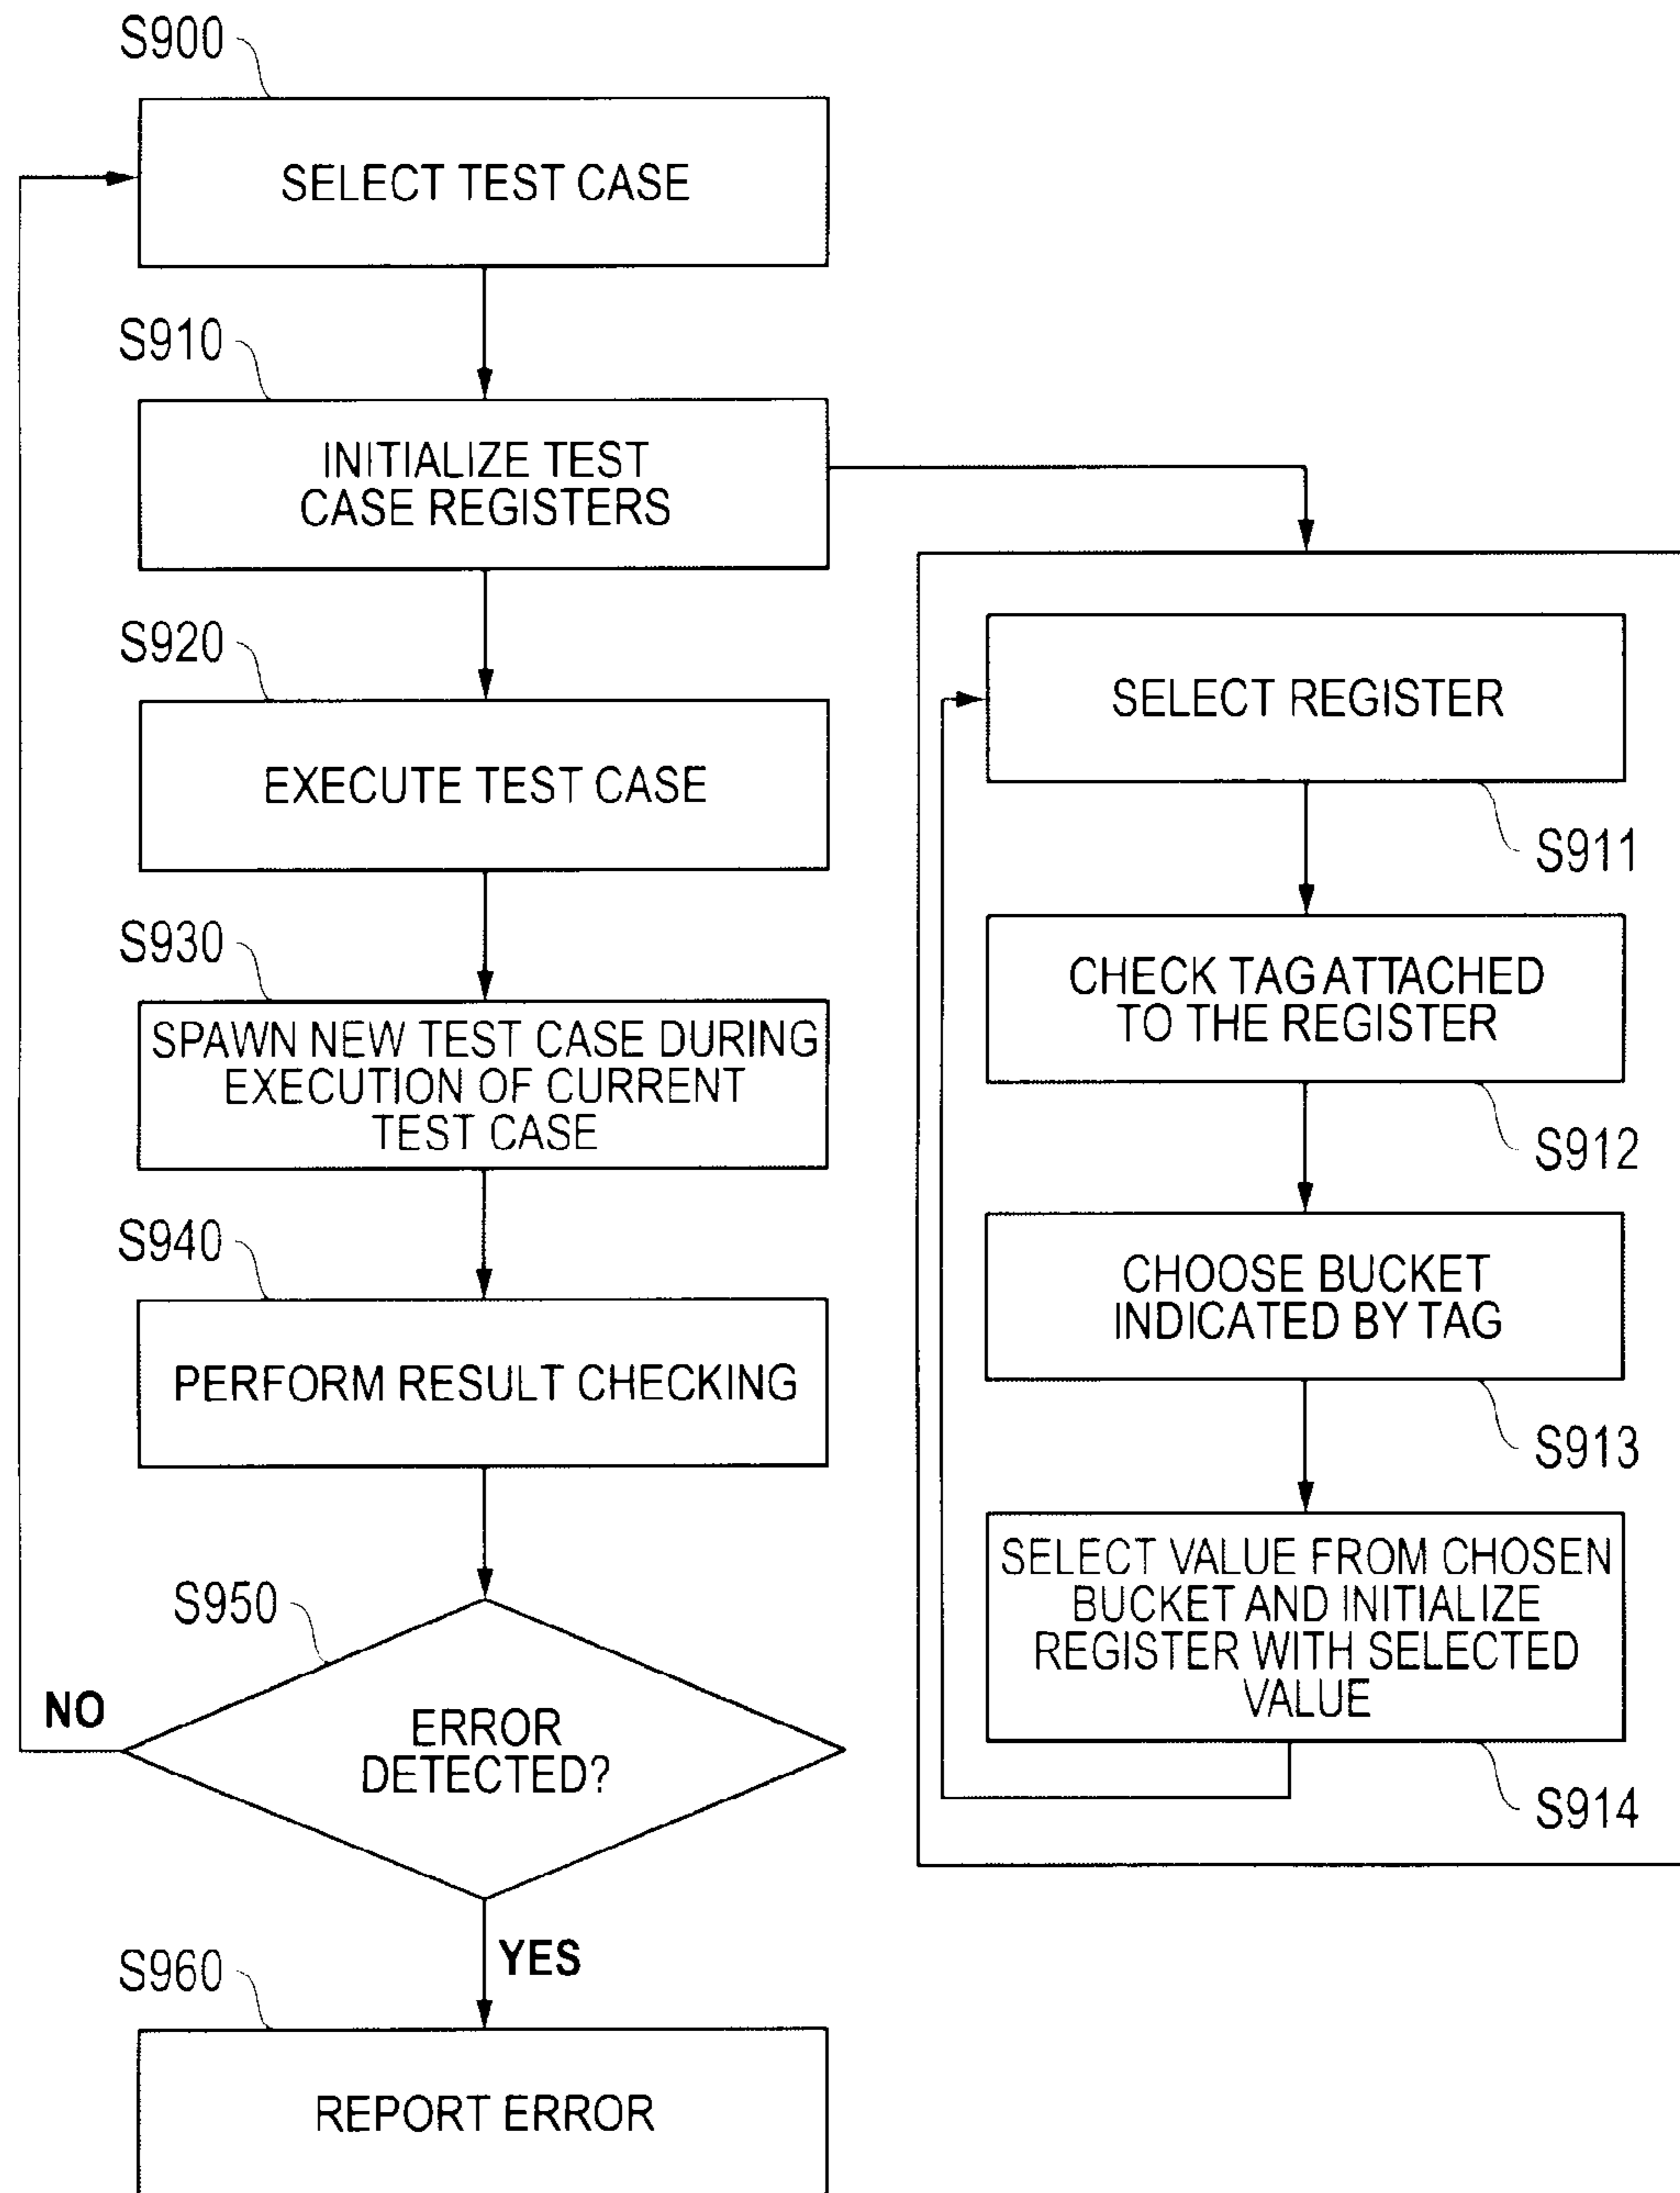 S900
SELECT TEST CASE
S910
INITIALIZE TEST
CASE REGISTERS
S920
EXECUTE TEST CASE
S930
SPAWN NEW TEST CASE DURING
EXECUTION OF CURRENT
TEST CASE
S940
PERFORM RESULT CHECKING
S950
ERROR
DETECTED?
NO
YES
S960
REPORT ERROR
SELECT REGISTER
S911
CHECK TAG ATTACHED
TO THE REGISTER
S912
CHOOSE BUCKET
INDICATED BY TAG
S913
SELECT VALUE FROM CHOSEN
BUCKET AND INITIALIZE
REGISTER WITH SELECTED
VALUE
S914